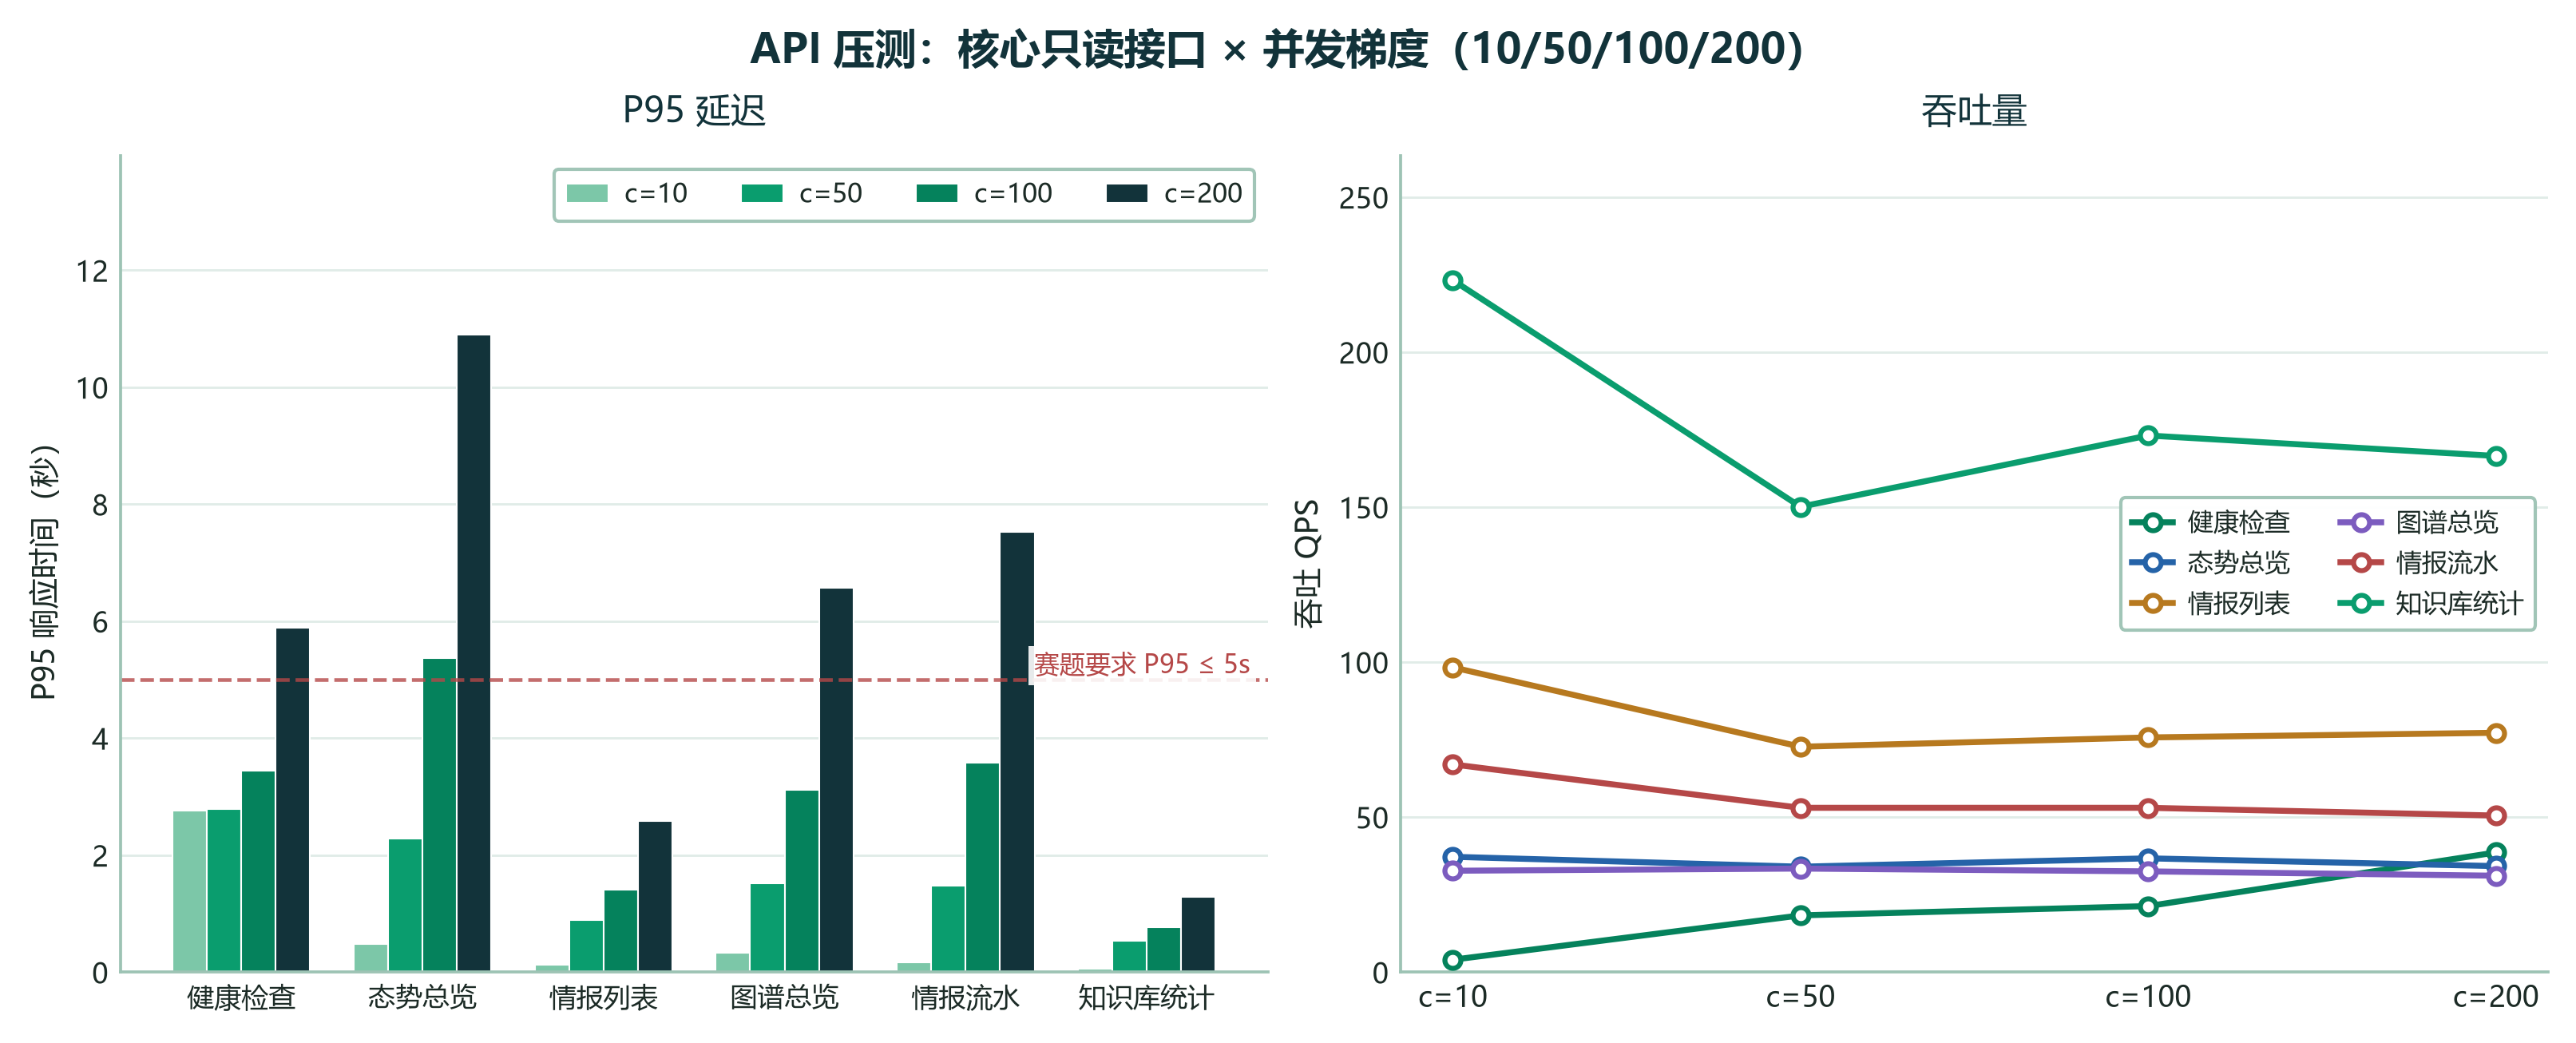 API 压测：核心只读接口 × 并发梯度（10/50/100/200）
P95 延迟
c=10 c=50 c=100 c=200
P95 响应时间（秒）
12
10
8
6
4
2
0
赛题要求 P95 ≤ 5s
健康检查 态势总览 情报列表 图谱总览 情报流水 知识库统计
吞吐量
吞吐 QPS
250
200
150
100
50
0
健康检查 图谱总览
态势总览 情报流水
情报列表 知识库统计
c=10 c=50 c=100 c=200